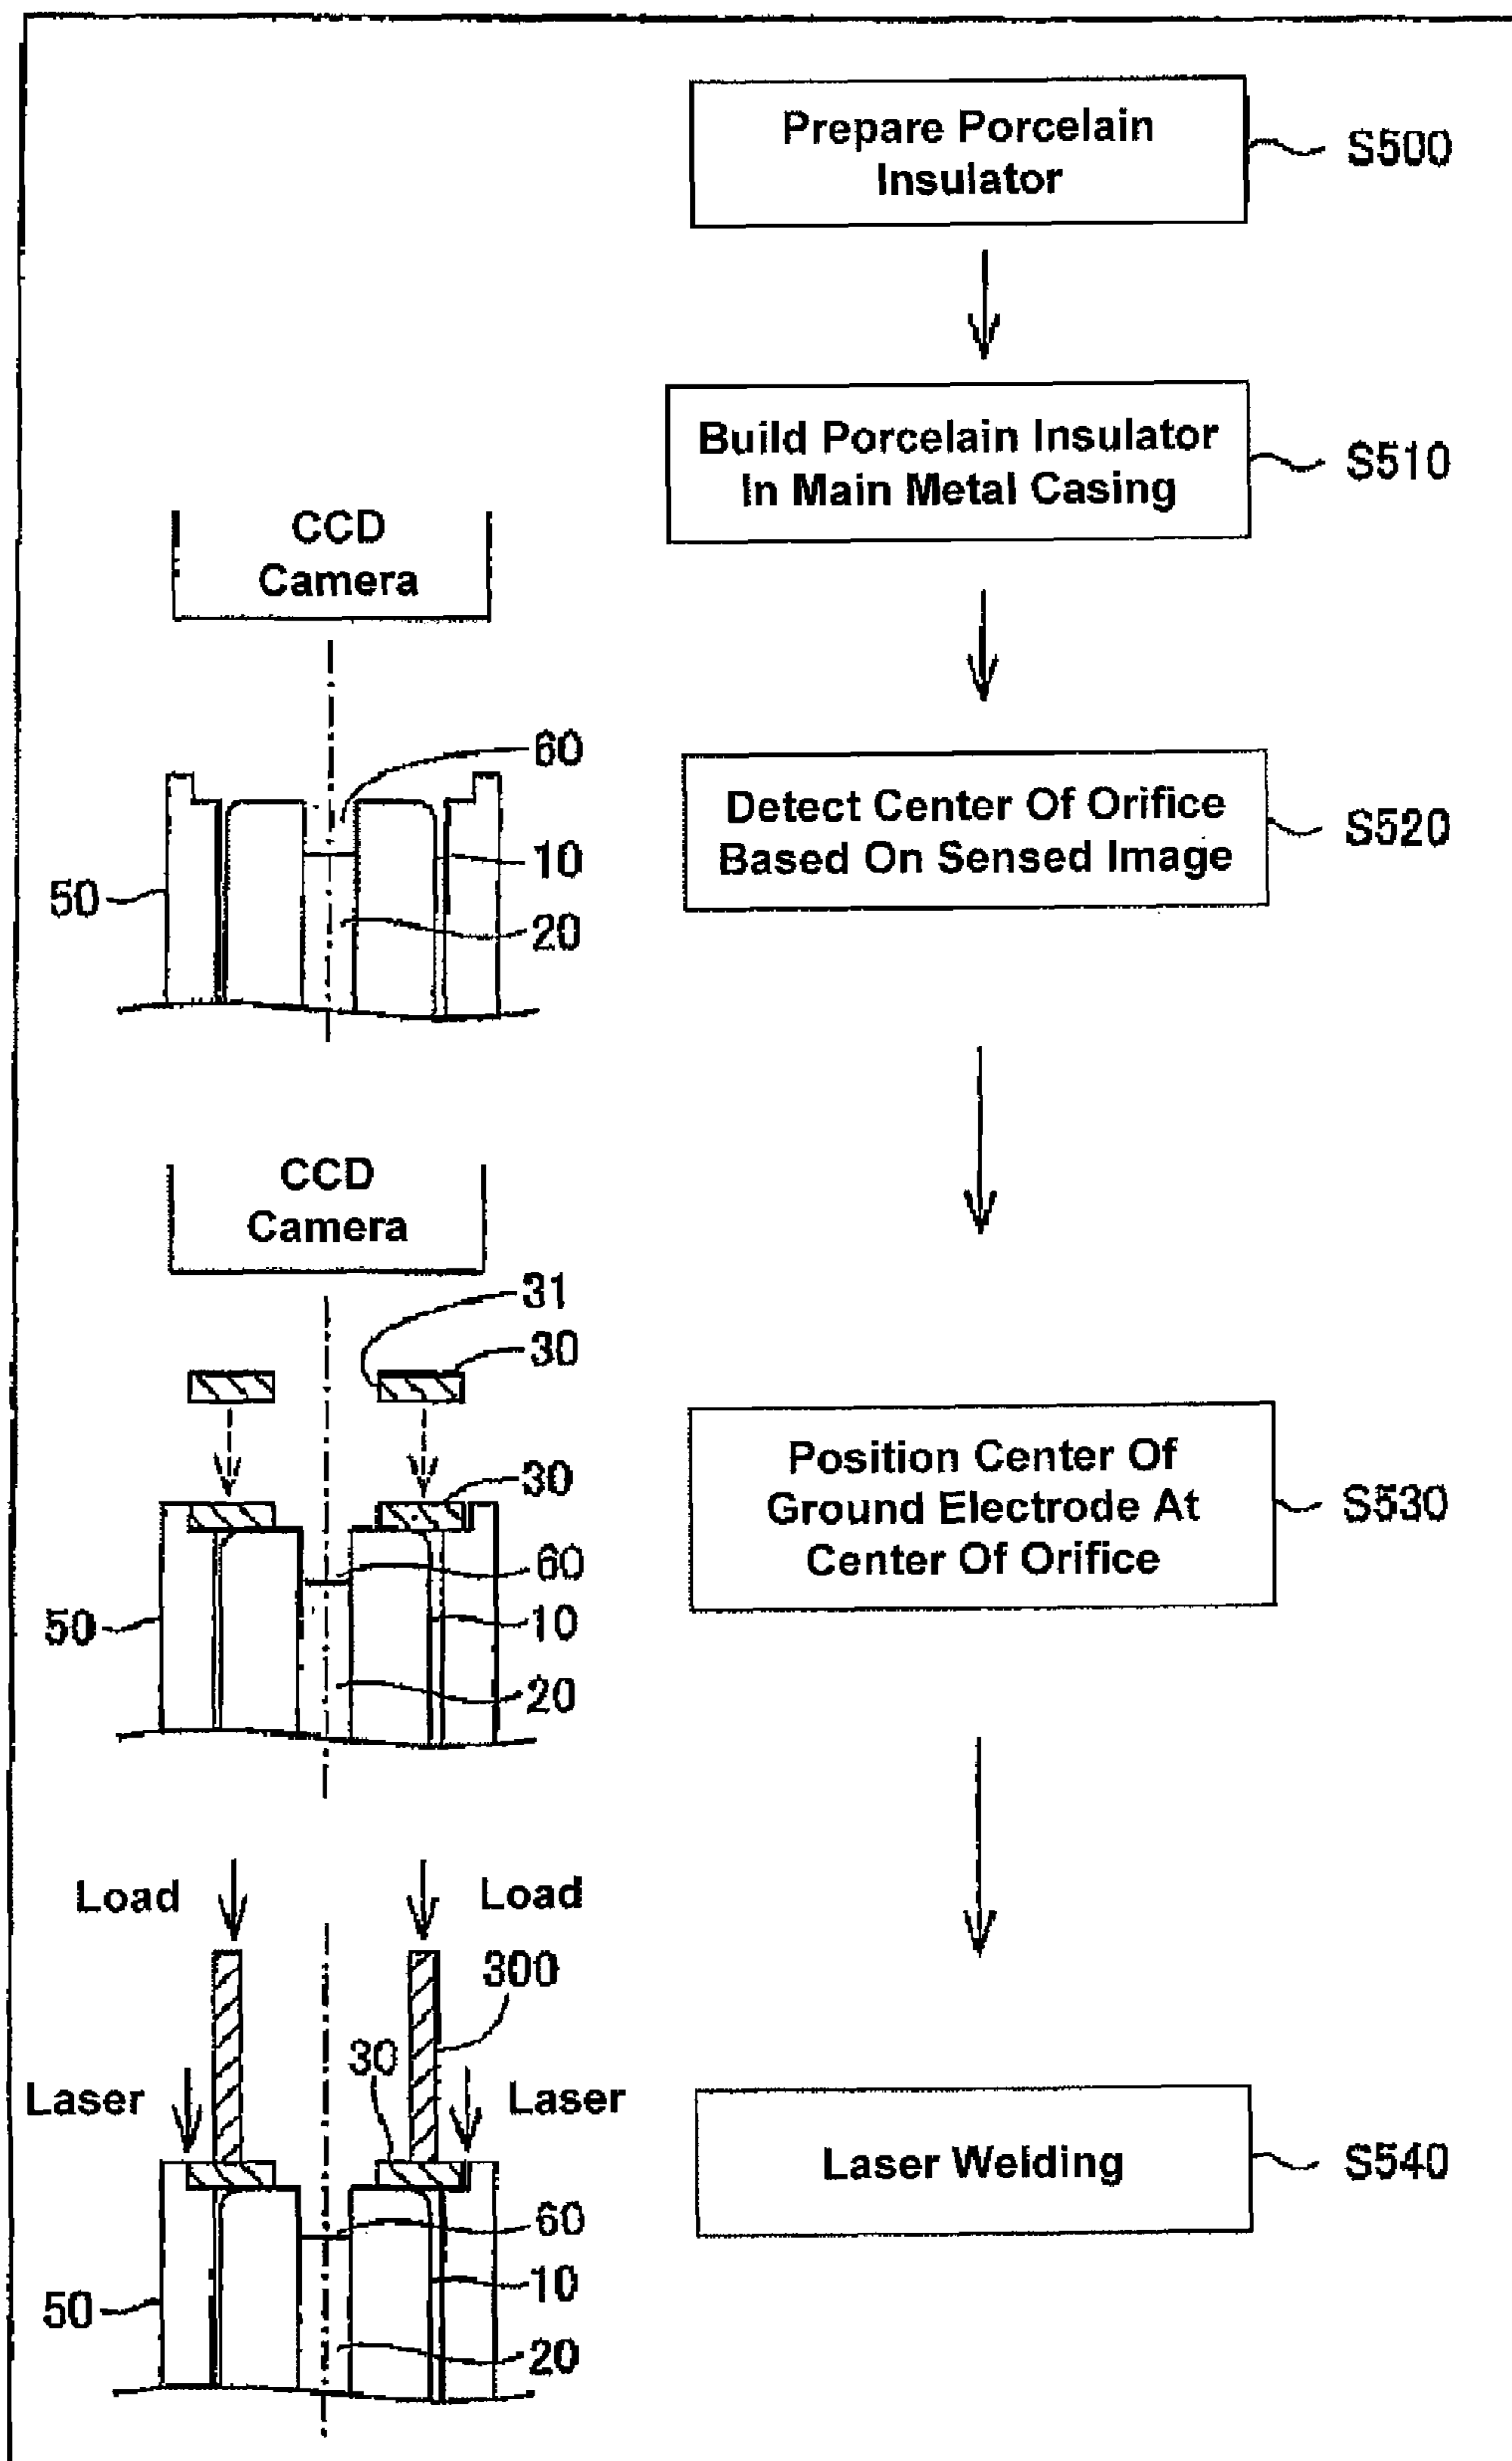 Prepare Porcelain
Insulator
S500
Build Porcelain Insulator
In Main Metal Casing
S510
CCD
Camera
60
10
50
20
Detect Center Of Orifice
Based On Sensed Image
S520
CCD
Camera
31
30
30
60
50
10
20
Position Center Of
Ground Electrode At
Center Of Orifice
S530
Load
Load
300
30
Laser
Laser
60
10
50
20
Laser Welding
S540